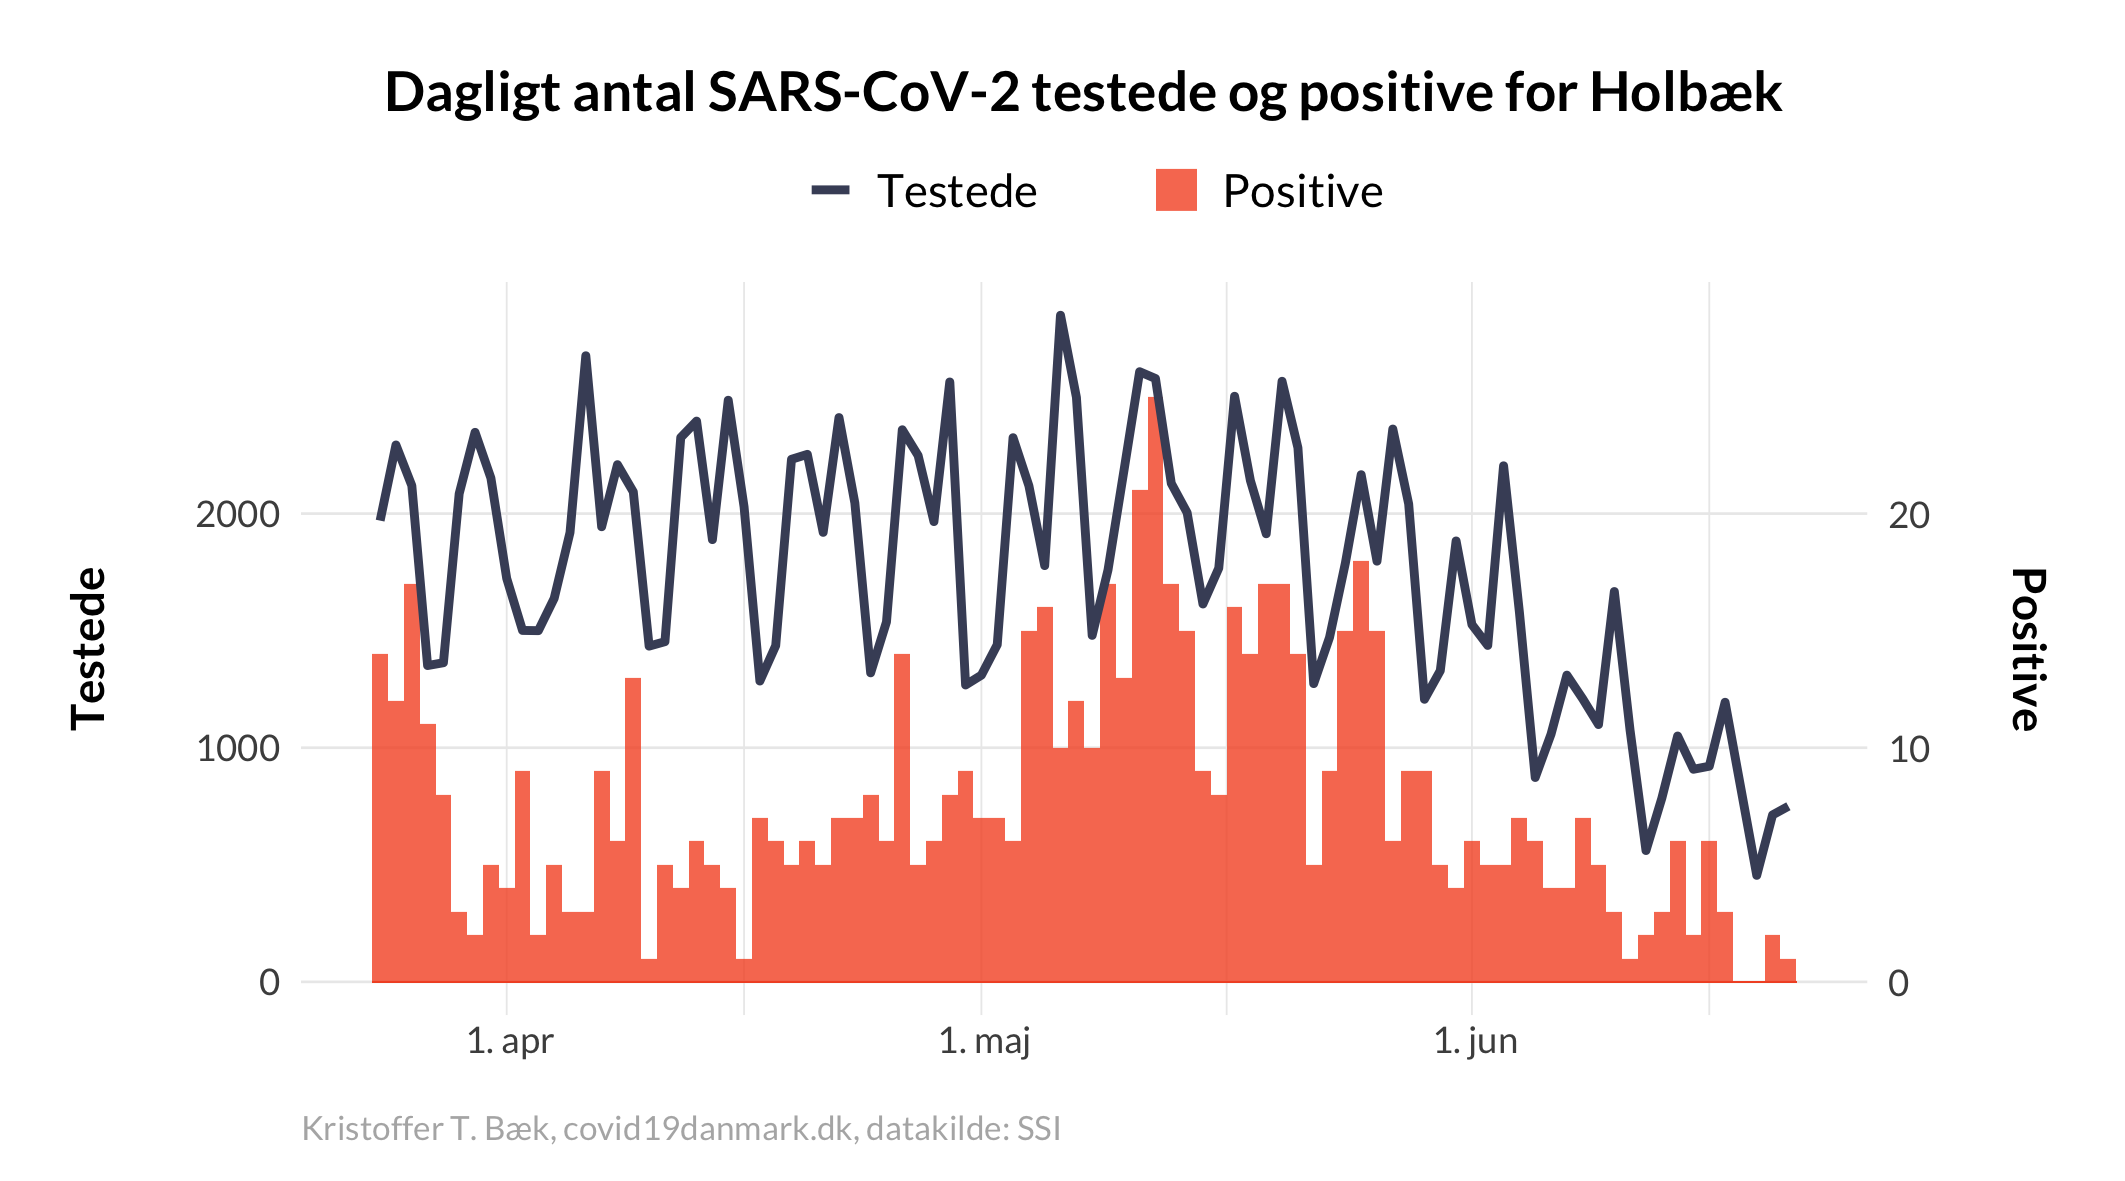 Dagligt antal SARS-CoV-2 testede og positive for Holbæk
Testede
Positive
2000
1000
0
20
10
0
Testede
Positive
1. apr
1. maj
1. jun
Kristoffer T. Bæk, covid19danmark.dk, datakilde: SSI